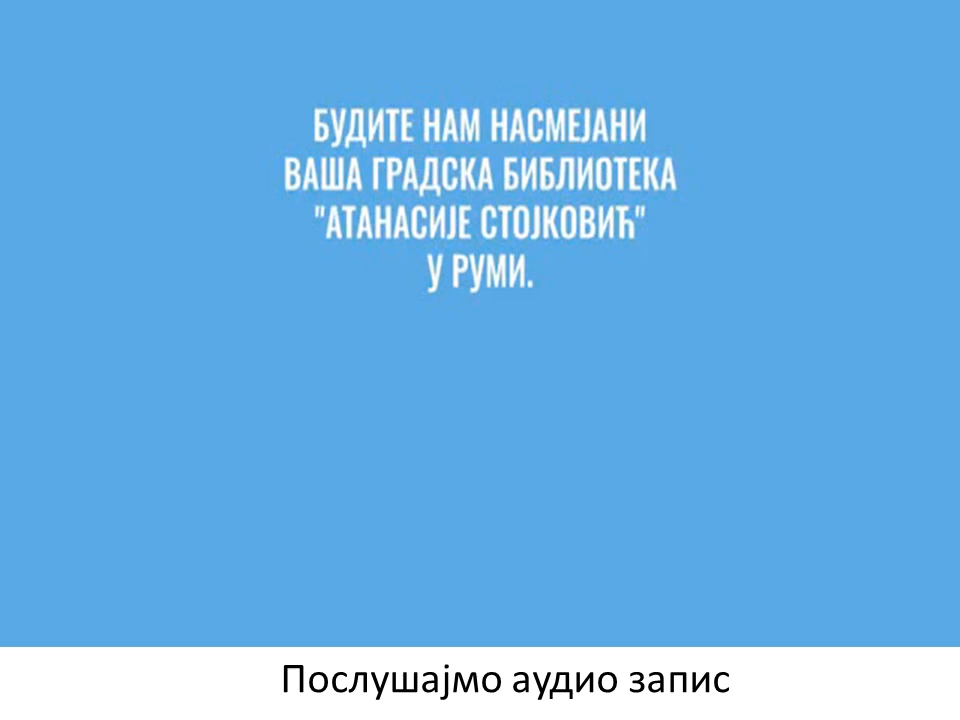 БУДИТЕ НАМ НАСМЕЈАНИ
ВАША ГРАДСКА БИБЛИОТЕКА
"АТАНАСИЈЕ СТОЈКОВИЋ"
У РУМИ.
Послушајмо аудио запис